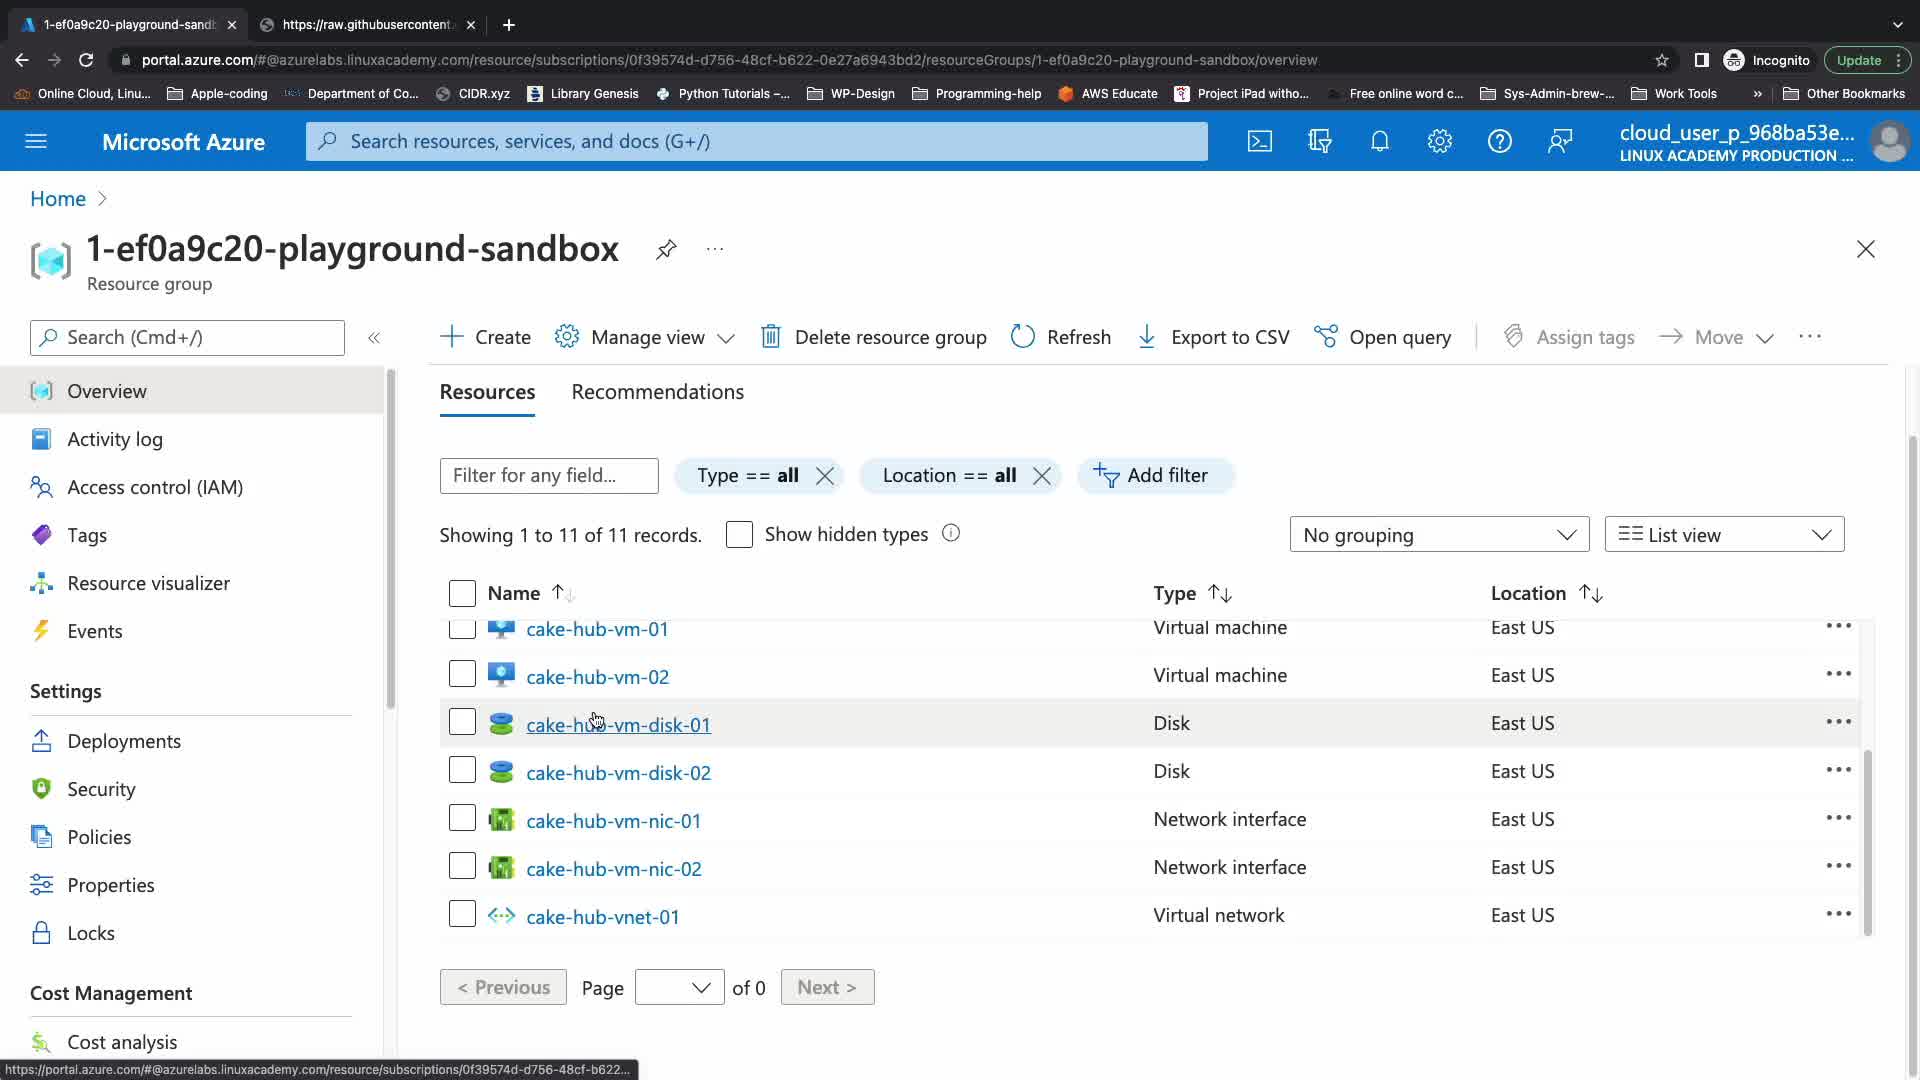 1-ef0a9c20-playground-sandb
https://raw.githubusercontent.
portal.azure.com/#@azurelabs.linuxacademy.com/resource/subscriptions/0f39574d-d756-48cf-b622-0e27a6943bd2/resourceGroups/1-ef0a9c20-playground-sandbox/overview
Incognito
Update
Online Cloud, Linu...
Apple-coding
Department of Co...
CIDR.xyz
Library Genesis
Python Tutorials –...
WP-Design
Programming-help
AWS Educate
Project iPad witho...
Free online word c...
Sys-Admin-brew-...
Work Tools
»
Other Bookmarks
Microsoft Azure
Search resources, services, and docs (G+/)
cloud_user_p_968ba53e...
LINUX ACADEMY PRODUCTION ...
Home >
1-ef0a9c20-playground-sandbox
...
Resource group
Search (Cmd+/)
«
Create
Manage view
Delete resource group
Refresh
Export to CSV
Open query
Assign tags
Move
...
Overview
Activity log
Access control (IAM)
Tags
Resource visualizer
Events
Settings
Deployments
Security
Policies
Properties
Locks
Cost Management
Cost analysis
Resources
Recommendations
Filter for any field...
Type == all
Location == all
Add filter
Showing 1 to 11 of 11 records.
Show hidden types
No grouping
List view
Name
Type
Location
cake-hub-vm-01
Virtual machine
East US
cake-hub-vm-02
Virtual machine
East US
cake-hub-vm-disk-01
Disk
East US
cake-hub-vm-disk-02
Disk
East US
cake-hub-vm-nic-01
Network interface
East US
cake-hub-vm-nic-02
Network interface
East US
cake-hub-vnet-01
Virtual network
East US
< Previous
Page
of 0
Next >
https://portal.azure.com/#@azurelabs.linuxacademy.com/resource/subscriptions/0f39574d-d756-48cf-b622...